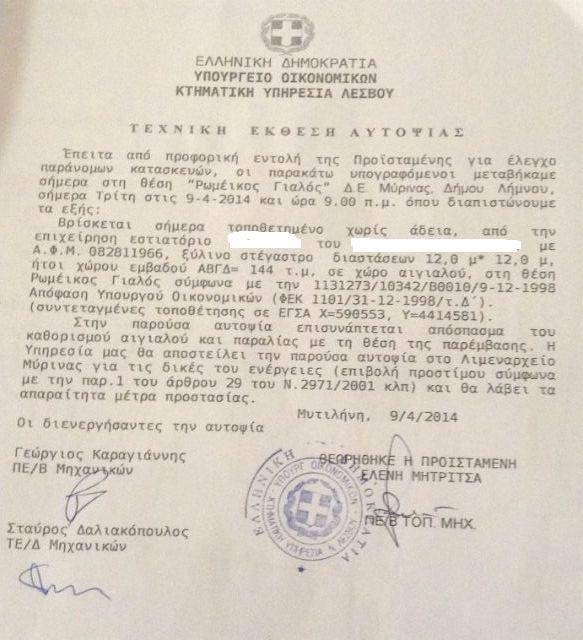 ΕΛΛΗΝΙΚΗ ΔΗΜΟΚΡΑΤΙΑ
ΥΠΟΥΡΓΕΙΟ ΟΙΚΟΝΟΜΙΚΩΝ
ΚΤΗΜΑΤΙΚΗ ΥΠΗΡΕΣΙΑ ΛΕΣΒΟΥ
ΤΕΧΝΙΚΗ ΕΚΘΕΣΗ ΑΥΤΟΨΙΑΣ
Έπειτα από προφορική εντολή της Προϊσταμένης για έλεγχο
παράνομων κατασκευών, οι παρακάτω υπογραφόμενοι μεταβήκαμε
σήμερα στη θέση "Ρωμέικος Γιαλός" Δ.Ε. Μύρινας, Δήμου Λήμνου,
σήμερα Τρίτη στις 9-4-2014 και ώρα 9.00 π.μ. όπου διαπιστώνουμε
τα εξής:
Βρίσκεται σήμερα τοποθετημένο χωρίς άδεια, από την
επιχείρηση εστιατόριο του με
Α.Φ.Μ. 082811966, ξύλινο στέγαστρο διαστάσεων 12,0 μ* 12,0 μ,
ήτοι χώρου εμβαδού ΑΒΓΔ= 144 τ.μ, σε χώρο αιγιαλού, στη θέση
Ρωμέικος Γιαλός σύμφωνα με την 1131273/10342/Β0010/9-12-1998
Απόφαση Υπουργού Οικονομικών (ΦΕΚ 1101/31-12-1998/τ.Δ΄).
(συντεταγμένες τοποθέτησης σε ΕΓΣΑ Χ=590553, Υ=4414581).
Στην παρούσα αυτοψία επισυνάπτεται απόσπασμα του
καθορισμού αιγιαλού και παραλίας με τη θέση της παρέμβασης. Η
Υπηρεσία μας θα αποστείλει την παρούσα αυτοψία στο Λιμεναρχείο
Μύρινας για τις δικές του ενέργειες (επιβολή προστίμου σύμφωνα
με την παρ.1 του άρθρου 29 του Ν.2971/2001 κλπ) και θα λάβει τα
απαραίτητα μέτρα προστασίας.
Μυτιλήνη, 9/4/2014
Οι διενεργήσαντες την αυτοψία
Γεώργιος Καραγιάννης
ΠΕ/Β Μηχανικών
ΘΕΩΡΗΘΗΚΕ Η ΠΡΟΙΣΤΑΜΕΝΗ
ΕΛΕΝΗ ΜΗΤΡΙΤΣΑ
ΠΕ/Β ΤΟΠ. ΜΗΧ.
Σταύρος Δαλιακόπουλος
ΤΕ/Δ Μηχανικών
ΕΛΛΗΝΙΚΗ ΔΗΜΟΚΡΑΤΙΑ
ΥΠΟΥΡΓ. ΟΙΚΟΝΟΜΙΚΩΝ